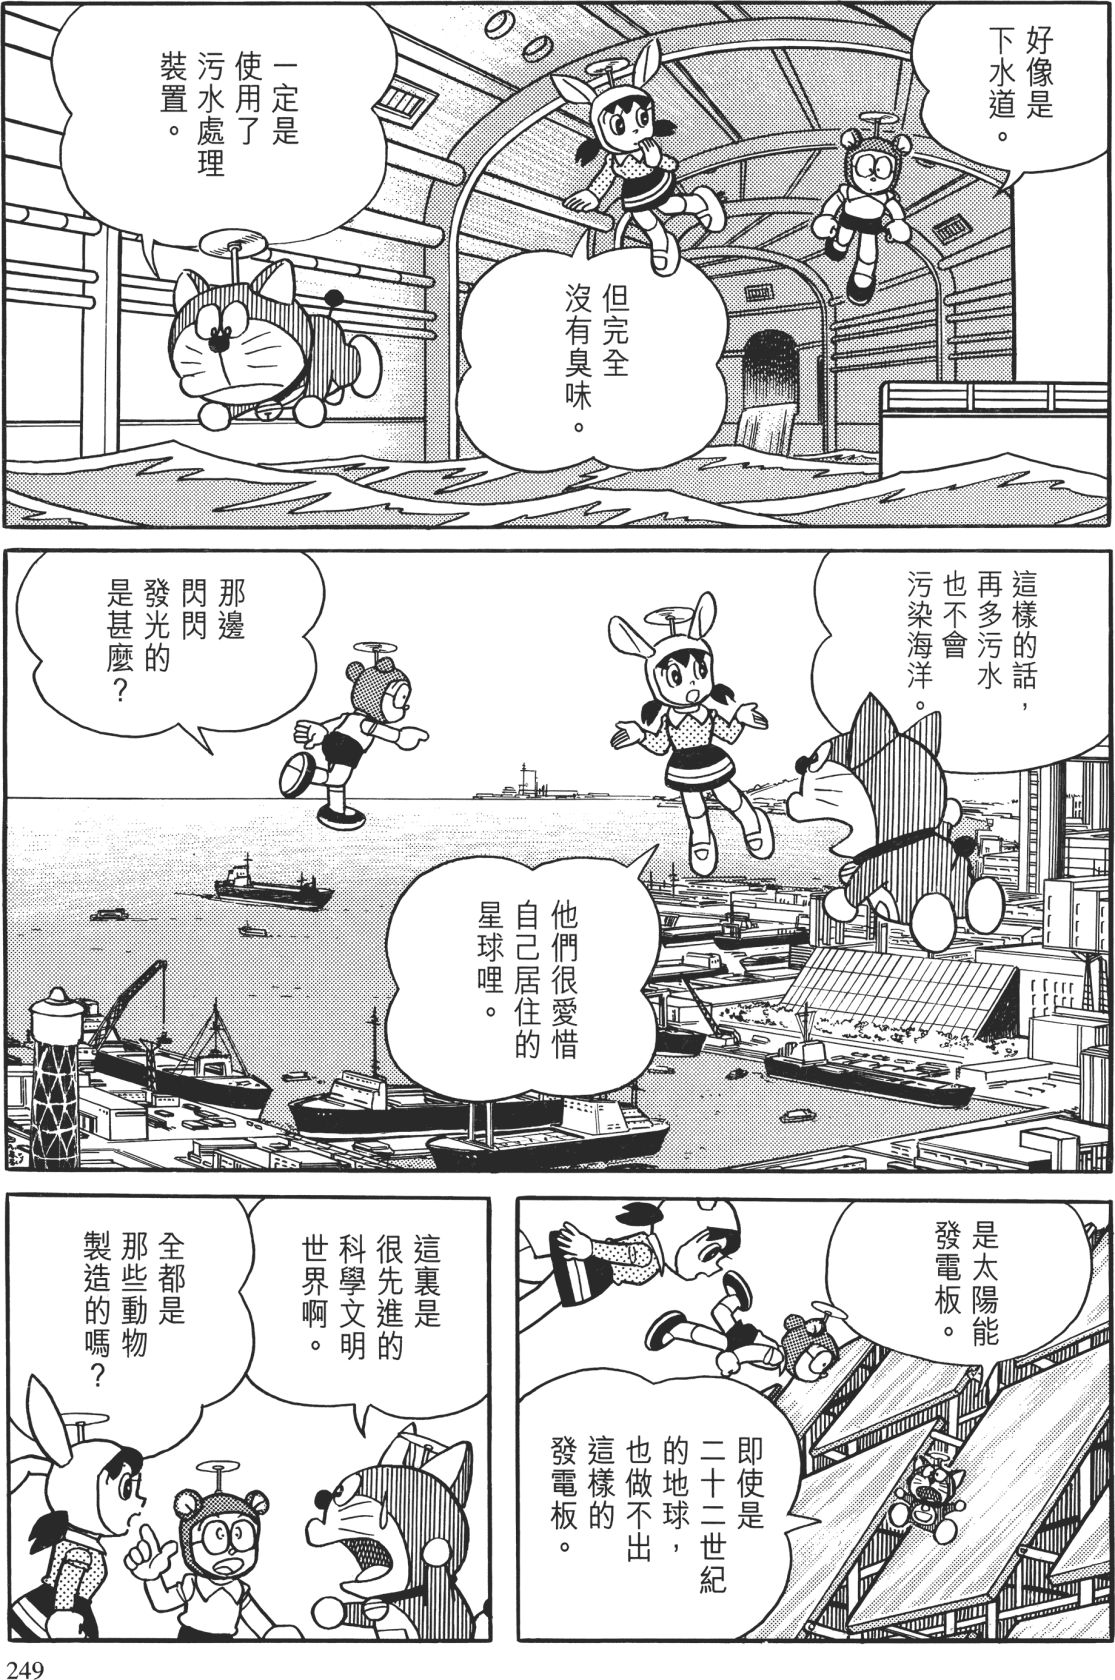 好像是
下水道。
但完全
沒有臭味。
一定是
使用了
污水處理
裝置。
這樣的話，
再多污水
也不會
污染海洋。
他們很愛惜
自己居住的
星球哩。
那邊
閃閃
發光的
是甚麼？
是太陽能
發電板。
即使是
二十二世紀
的地球，
也做不出
這樣的
發電板。
這裏是
很先進的
科學文明
世界啊。
全都是
那些動物
製造的嗎？
249